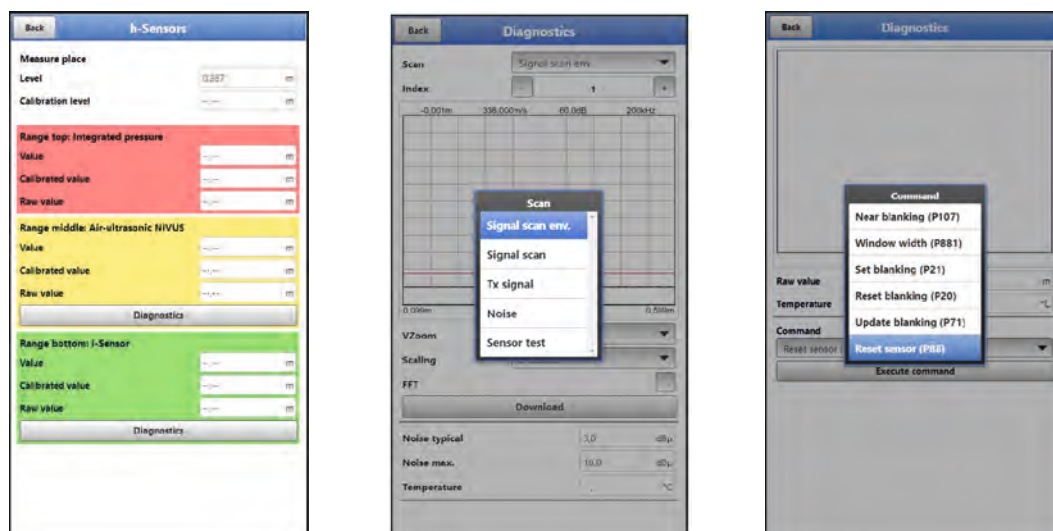 Back h-Sensors
Measure place
Level 0.387 m
Calibration level --.-- m
Range top: Integrated pressure
Value --.-- m
Calibrated value --.-- m
Raw value --.-- m
Range middle: Air-ultrasonic NIVUS
Value --.-- m
Calibrated value --.-- m
Raw value --.-- m
Diagnostics
Range bottom: i-Sensor
Value --.-- m
Calibrated value --.-- m
Raw value --.-- m
Diagnostics
Back Diagnostics
Scan Signal scan env.
Index - 1 +
-0,001m 338.000m/s 60.0dB 200kHz
Scan
Signal scan env.
Signal scan
Tx signal
Noise
Sensor test
VZoom
Scaling
FFT
Download
Noise typical 3,0 dBµ
Noise max. 10,0 dBµ
Temperature °C
Back Diagnostics
Command
Near blanking (P107)
Window width (P881)
Set blanking (P21)
Reset blanking (P20)
Update blanking (P71)
Reset sensor (P88)
Raw value m
Temperature °C
Command
Reset sensor
Execute command